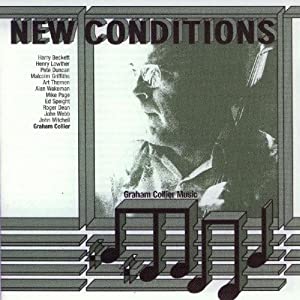 NEW CONDITIONS
Harry Beckett
Henry Lowther
Pete Duncan
Malcolm Griffiths
Art Themen
Alan Wakeman
Mike Page
Ed Speight
Roger Dean
John Webb
John Mitchell
Graham Collier
Graham Collier Music